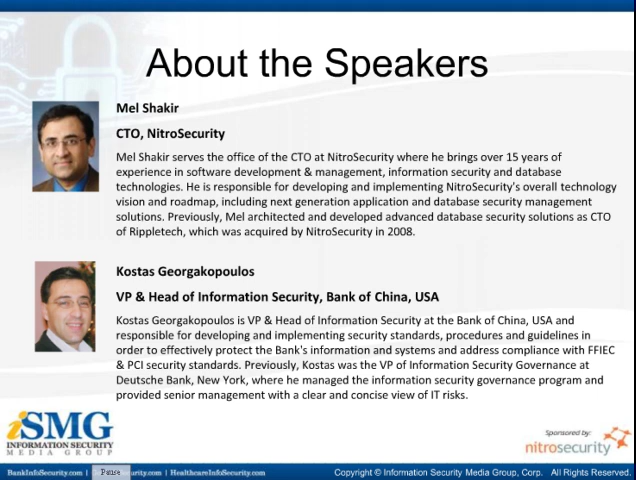 About the Speakers
Mel Shakir
CTO, NitroSecurity
Mel Shakir serves the office of the CTO at NitroSecurity where he brings over 15 years of
experience in software development & management, information security and database
technologies. He is responsible for developing and implementing NitroSecurity's overall technology
vision and roadmap, including next generation application and database security management
solutions. Previously, Mel architected and developed advanced database security solutions as CTO
of Rippletech, which was acquired by NitroSecurity in 2008.
Kostas Georgakopoulos
VP & Head of Information Security, Bank of China, USA
Kostas Georgakopoulos is VP & Head of Information Security at the Bank of China, USA and
responsible for developing and implementing security standards, procedures and guidelines in
order to effectively protect the Bank's information and systems and address compliance with FFIEC
& PCI security standards. Previously, Kostas was the VP of Information Security Governance at
Deutsche Bank, New York, where he managed the information security governance program and
provided senior management with a clear and concise view of IT risks.
iSMG
INFORMATION SECURITY
MEDIA GROUP
Sponsored by:
nitrosecurity
BankInfoSecurity.com | Pause urity.com | HealthcareInfoSecurity.com
Copyright © Information Security Media Group, Corp. All Rights Reserved.